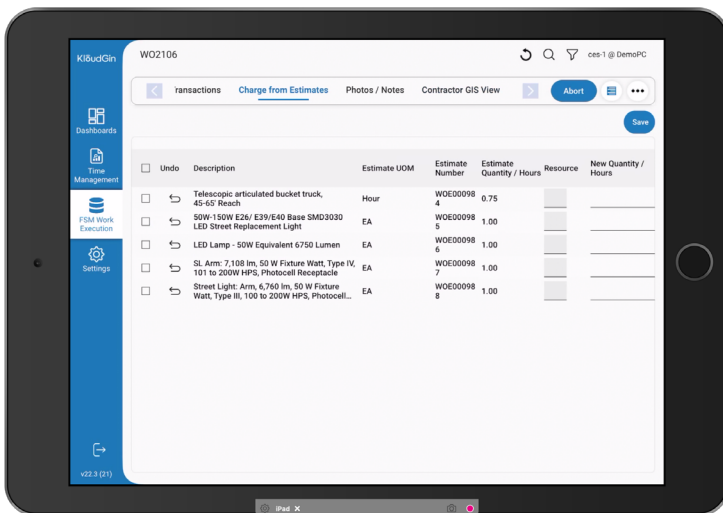 KlŏudGin
WO2106
ces-1 @ DemoPC
ransactions
Charge from Estimates
Photos / Notes
Contractor GIS View
Abort
Save
Dashboards
Time
Management
FSM Work
Execution
Settings
v22.3 (21)
Undo Description Estimate UOM Estimate Number Estimate Quantity / Hours Resource New Quantity / Hours
Telescopic articulated bucket truck,
45-65' Reach
Hour
WOE00098
4
0.75
50W-150W E26/ E39/E40 Base SMD3030
LED Street Replacement Light
EA
WOE00098
5
1.00
LED Lamp - 50W Equivalent 6750 Lumen
EA
WOE00098
6
1.00
SL Arm: 7,108 lm, 50 W Fixture Watt, Type IV,
101 to 200W HPS, Photocell Receptacle
EA
WOE00098
7
1.00
Street Light: Arm, 6,760 lm, 50 W Fixture
Watt, Type III, 100 to 200W HPS, Photocell...
EA
WOE00098
8
1.00
iPad